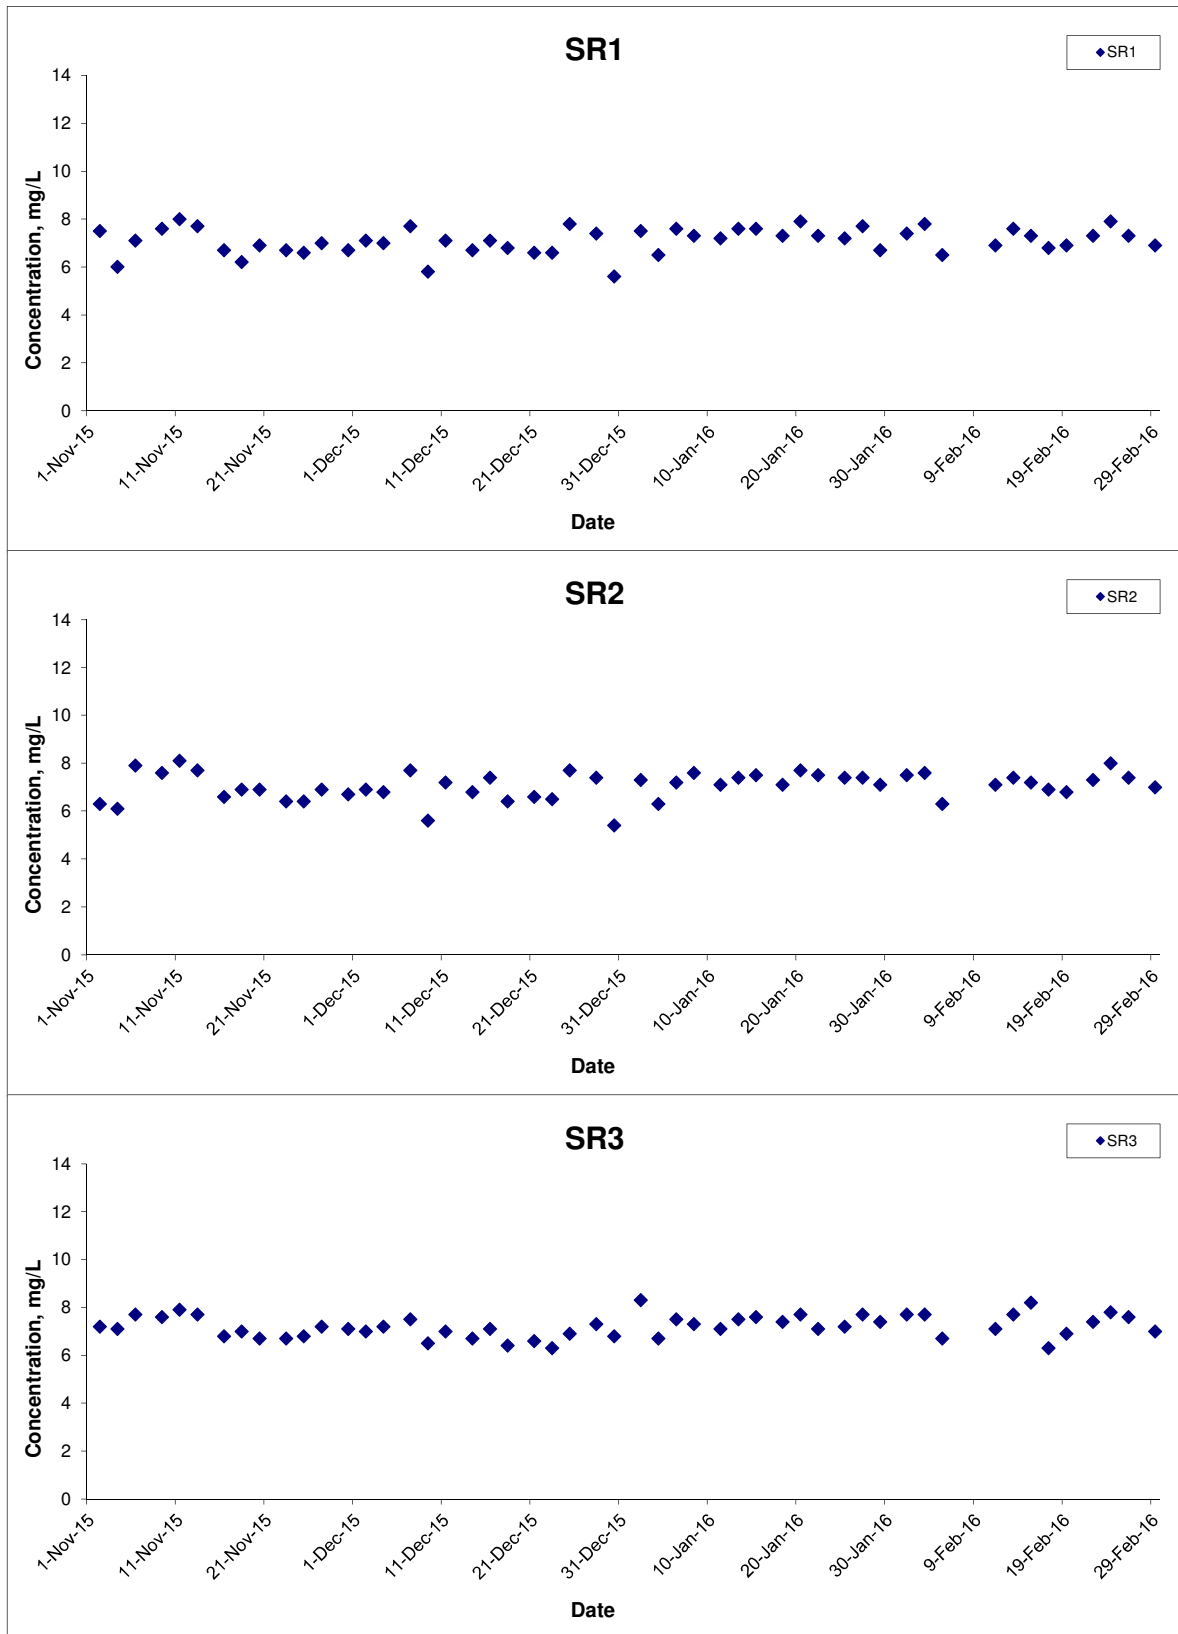 SR1
SR1
Concentration, mg/L
14
12
10
8
6
4
2
0
1-Nov-15
11-Nov-15
21-Nov-15
1-Dec-15
11-Dec-15
21-Dec-15
31-Dec-15
10-Jan-16
20-Jan-16
30-Jan-16
9-Feb-16
19-Feb-16
29-Feb-16
Date
SR2
SR2
Concentration, mg/L
14
12
10
8
6
4
2
0
1-Nov-15
11-Nov-15
21-Nov-15
1-Dec-15
11-Dec-15
21-Dec-15
31-Dec-15
10-Jan-16
20-Jan-16
30-Jan-16
9-Feb-16
19-Feb-16
29-Feb-16
Date
SR3
SR3
Concentration, mg/L
14
12
10
8
6
4
2
0
1-Nov-15
11-Nov-15
21-Nov-15
1-Dec-15
11-Dec-15
21-Dec-15
31-Dec-15
10-Jan-16
20-Jan-16
30-Jan-16
9-Feb-16
19-Feb-16
29-Feb-16
Date